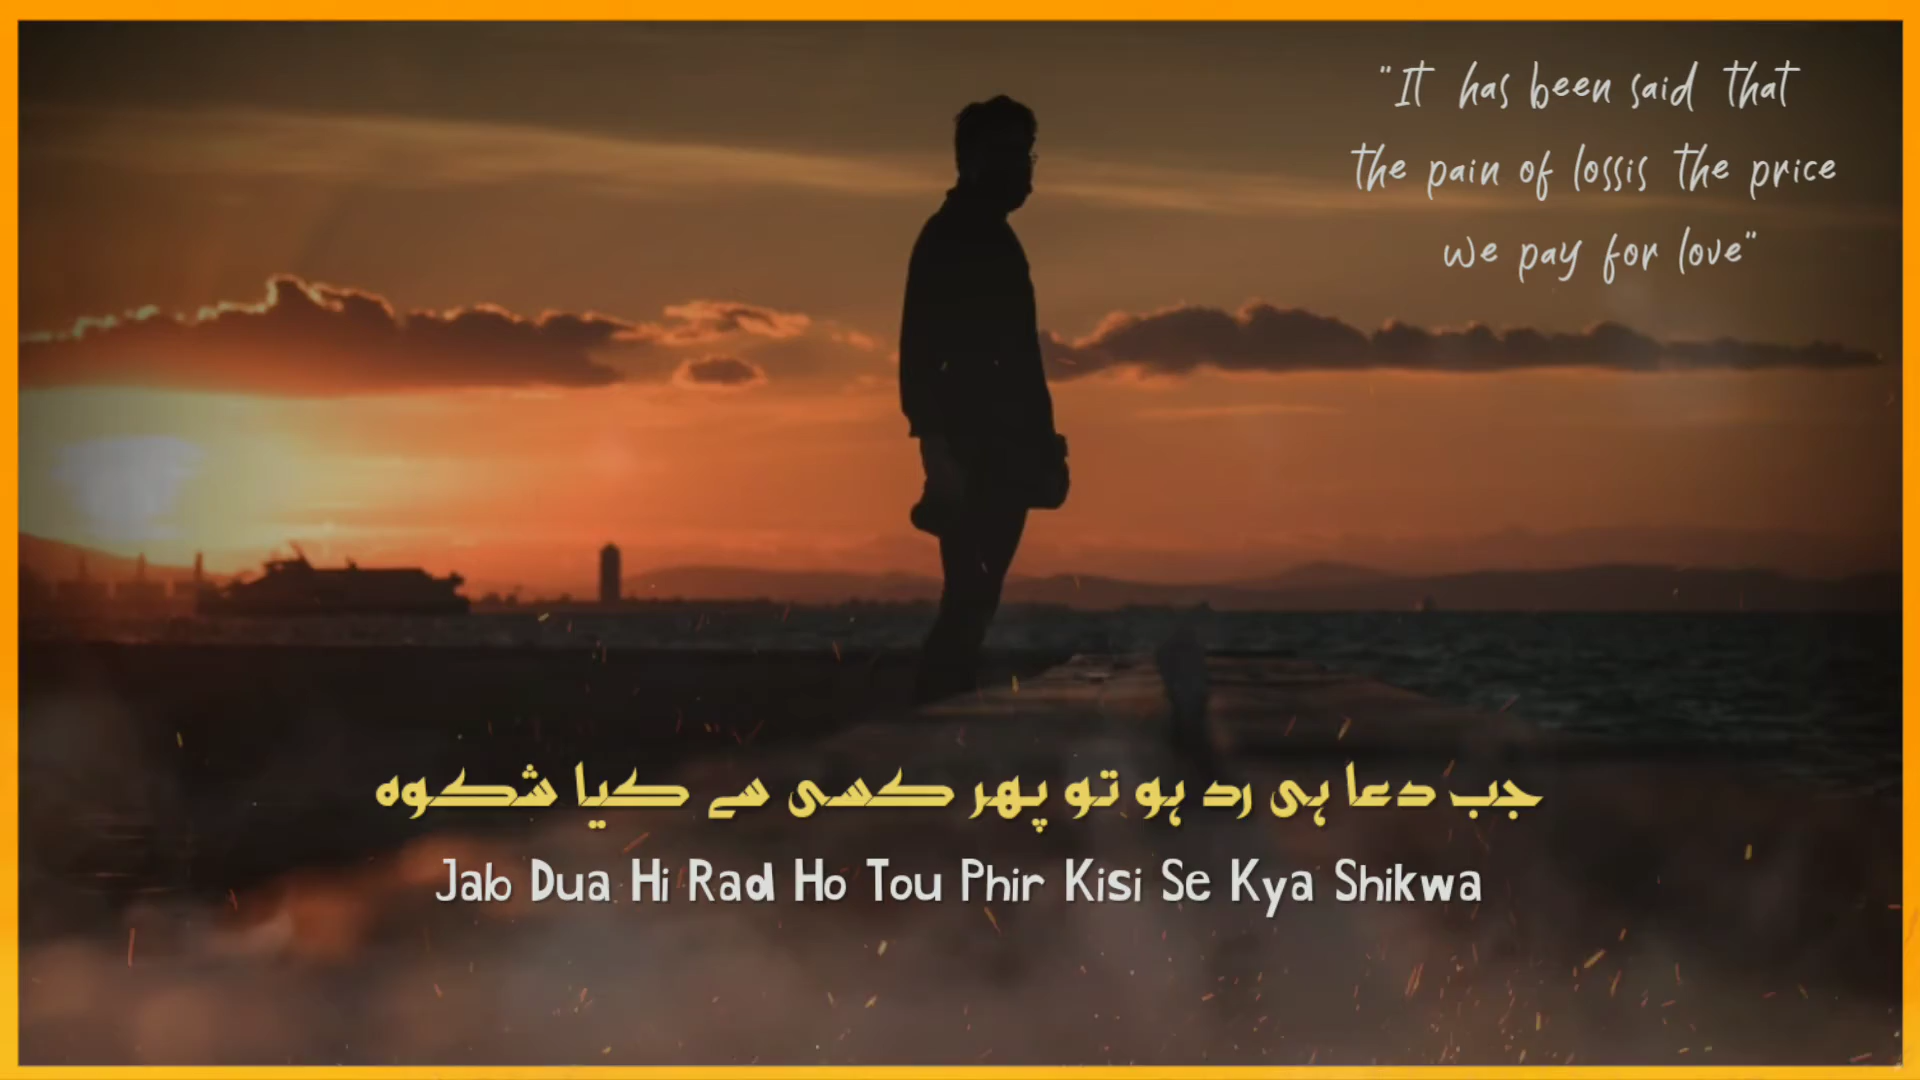 "It has been said that
the pain of lossis the price
we pay for love"
جب دعا ہی رد ہو تو پھر کسی سے کیا شکوہ
Jab Dua Hi Rad Ho Tou Phir Kisi Se Kya Shikwa